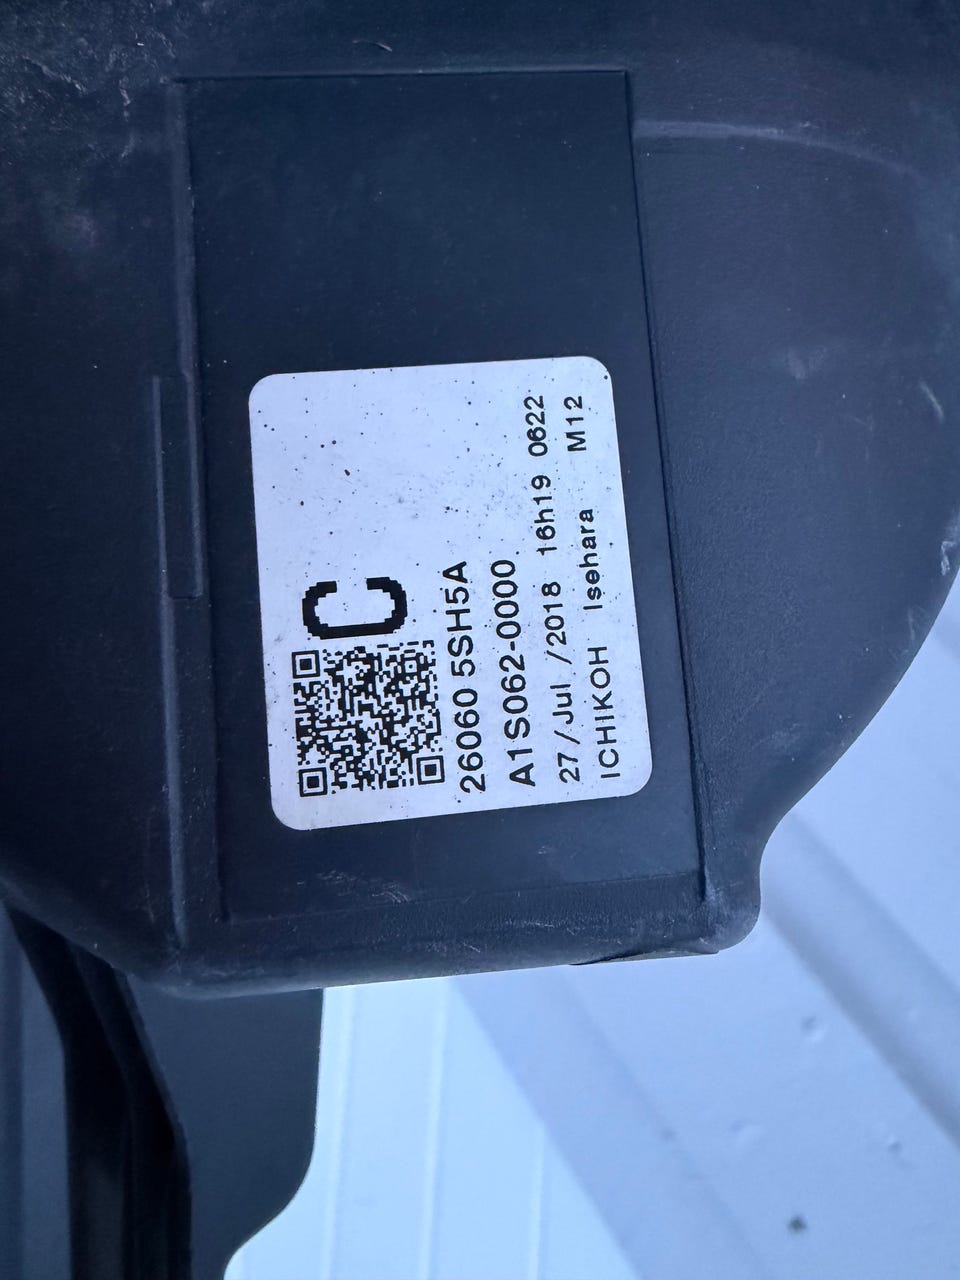 C
26060 5SH5A
A1S062-0000
27/Jul /2018 16h19 0622
ICHIKOH Isehara M12